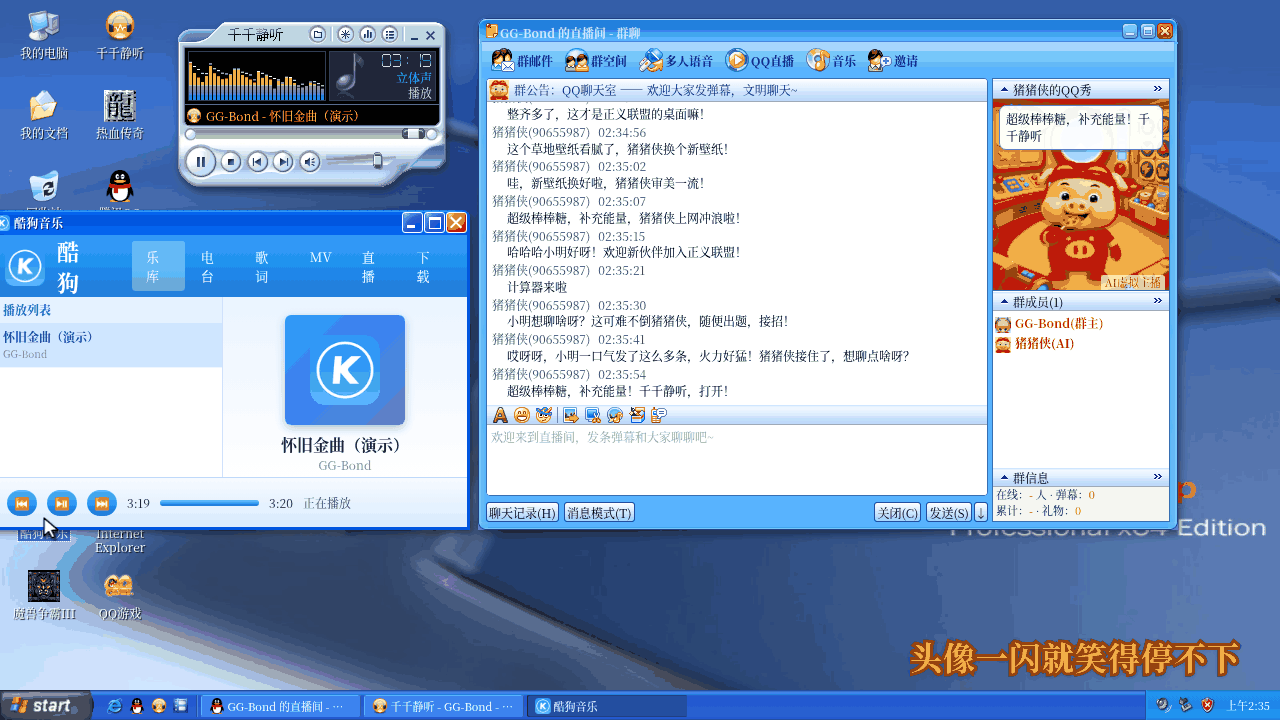 我的电脑
千千静听
我的文档
热血传奇
千千静听
03:19
立体声
播放
GG-Bond - 怀旧金曲（演示）
酷狗音乐
酷狗
乐库
电台
歌词
MV
直播
下载
播放列表
怀旧金曲（演示）
GG-Bond
怀旧金曲（演示）
GG-Bond
3:19
3:20
正在播放
Internet
Explorer
魔兽争霸III
QQ游戏
GG-Bond 的直播间 - 群聊
群邮件
群空间
多人语音
QQ直播
音乐
邀请
群公告：QQ聊天室 —— 欢迎大家发弹幕，文明聊天~
整齐多了，这才是正义联盟的桌面嘛！
猪猪侠(90655987) 02:34:56
这个草地壁纸看腻了，猪猪侠换个新壁纸！
猪猪侠(90655987) 02:35:02
哇，新壁纸换好啦，猪猪侠审美一流！
猪猪侠(90655987) 02:35:07
超级棒棒糖，补充能量，猪猪侠上网冲浪啦！
猪猪侠(90655987) 02:35:15
哈哈哈小明好呀！欢迎新伙伴加入正义联盟！
猪猪侠(90655987) 02:35:21
计算器来啦
猪猪侠(90655987) 02:35:30
小明想聊啥呀？这可难不倒猪猪侠，随便出题，接招！
猪猪侠(90655987) 02:35:41
哎呀呀，小明一口气发了这么多条，火力好猛！猪猪侠接住了，想聊点啥呀？
猪猪侠(90655987) 02:35:54
超级棒棒糖，补充能量！千千静听，打开！
欢迎来到直播间，发条弹幕和大家聊聊吧~
聊天记录(H)
消息模式(T)
关闭(C)
发送(S)
猪猪侠的QQ秀
超级棒棒糖，补充能量！千
千静听
AI虚拟主播
群成员(1)
GG-Bond(群主)
猪猪侠(AI)
群信息
在线：- 人 · 弹幕：0
累计：- · 礼物：0
Professional x64 Edition
头像一闪就笑得停不下
start
GG-Bond 的直播间 - ···
千千静听 - GG-Bond - ···
酷狗音乐
上午2:35